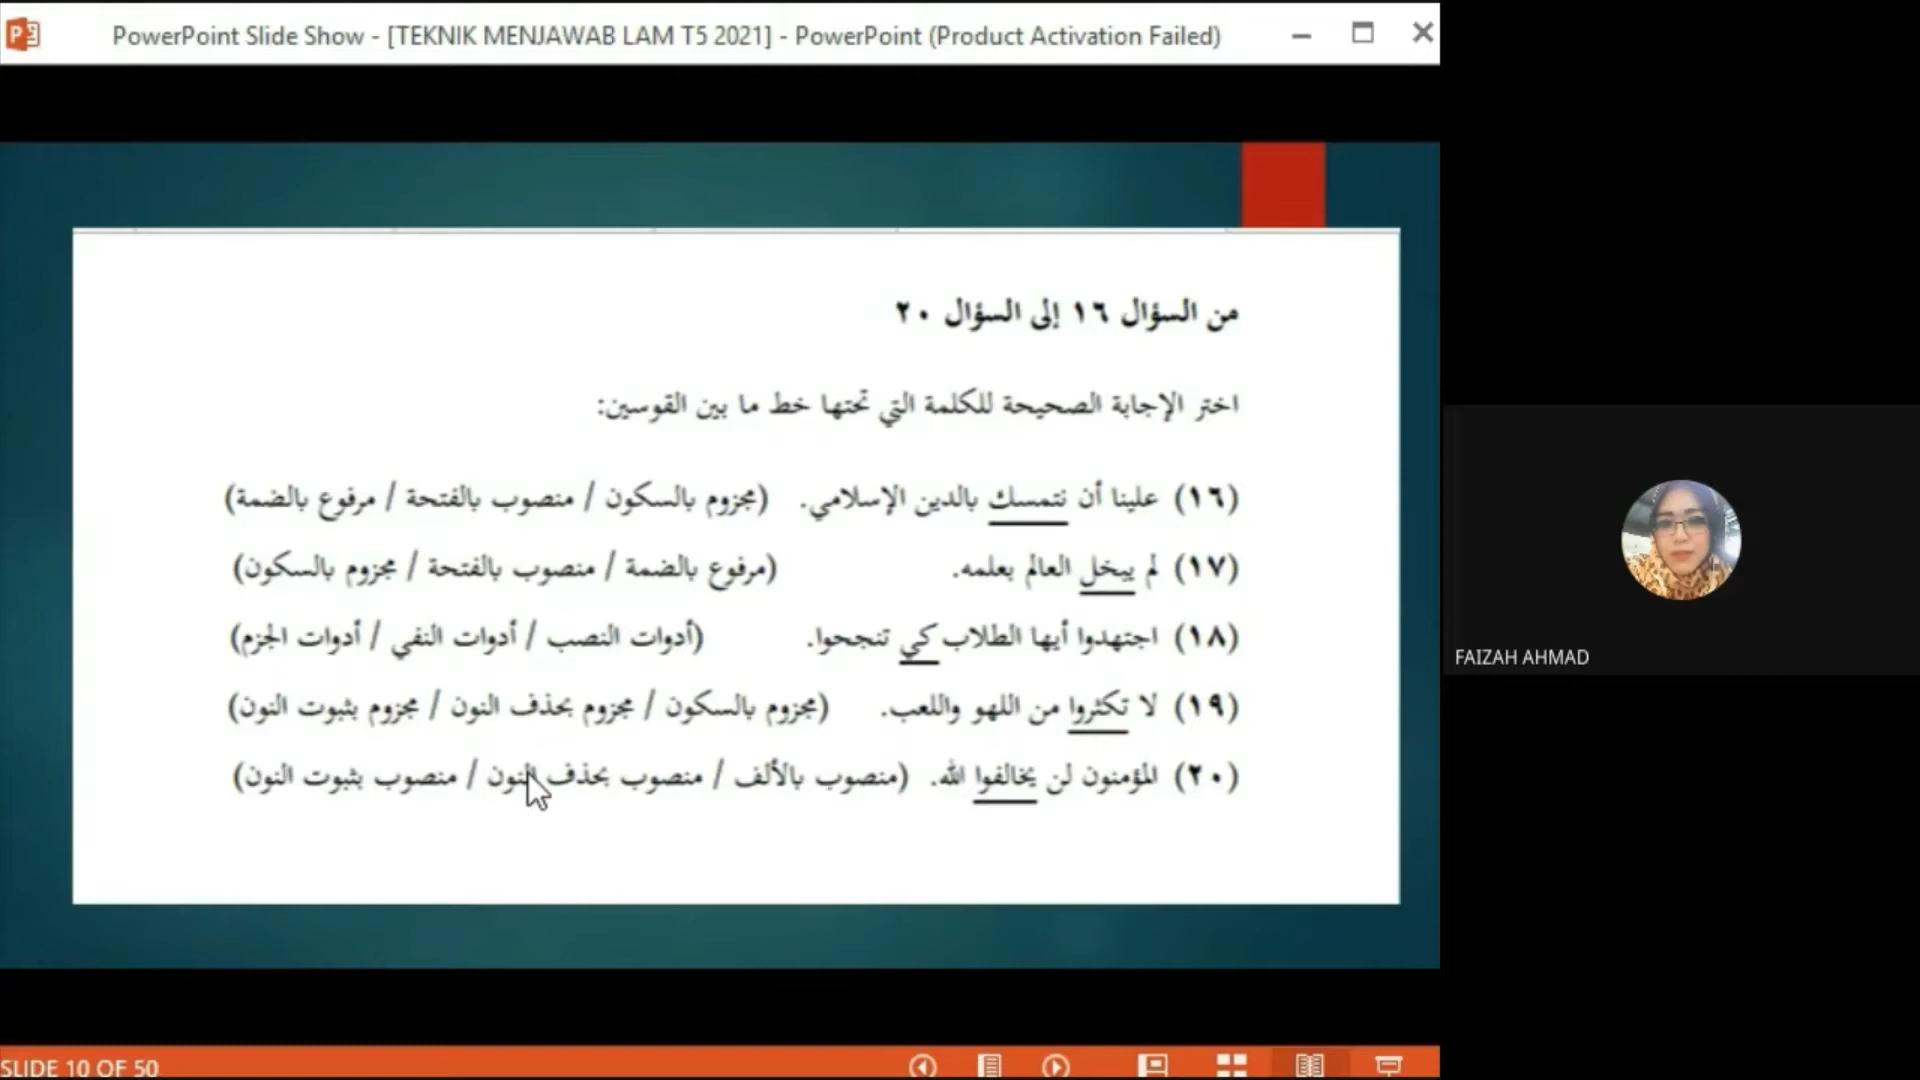 PowerPoint Slide Show - [TEKNIK MENJAWAB LAM T5 2021] - PowerPoint (Product Activation Failed)
من السؤال ١٦ إلى السؤال ٢٠
اختر الإجابة الصحيحة للكلمة التي تحتها خط ما بين القوسين:
(١٦) علينا أن نتمسك بالدين الإسلامي. (مجزوم بالسكون / منصوب بالفتحة / مرفوع بالضمة)
(١٧) لم يبخل العالم بعلمه. (مرفوع بالضمة / منصوب بالفتحة / مجزوم بالسكون)
(١٨) اجتهدوا أيها الطلاب كي تنجحوا. (أدوات النصب / أدوات النفي / أدوات الجزم)
(١٩) لا تكثروا من اللهو واللعب. (مجزوم بالسكون / مجزوم بحذف النون / مجزوم بثبوت النون)
(٢٠) المؤمنون لن يخالفوا الله. (منصوب بالألف / منصوب بحذف النون / منصوب بثبوت النون)
FAIZAH AHMAD
SLIDE 10 OF 50